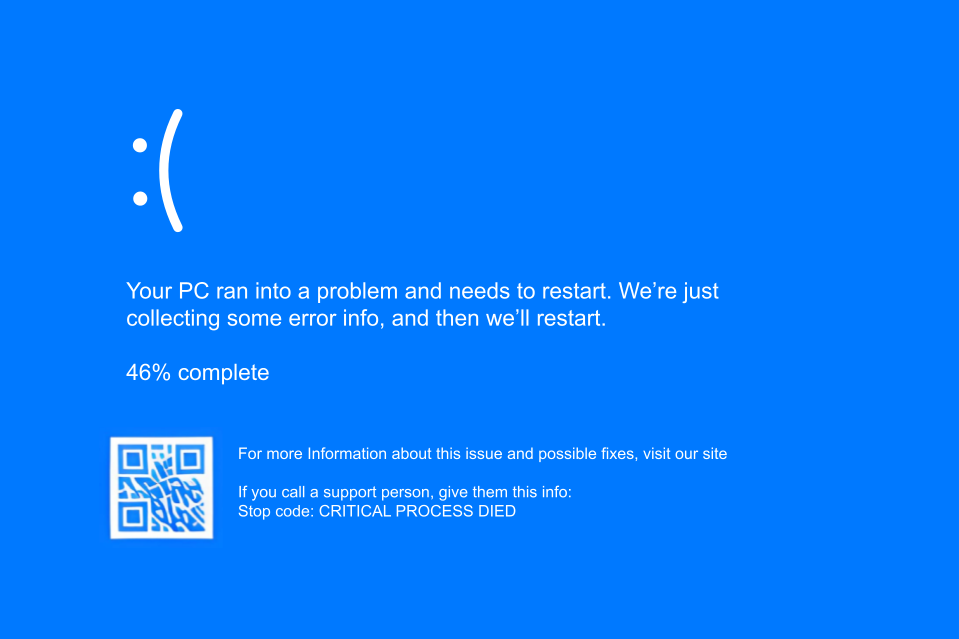 :(
Your PC ran into a problem and needs to restart. We’re just
collecting some error info, and then we’ll restart.
46% complete
For more Information about this issue and possible fixes, visit our site
If you call a support person, give them this info:
Stop code: CRITICAL PROCESS DIED